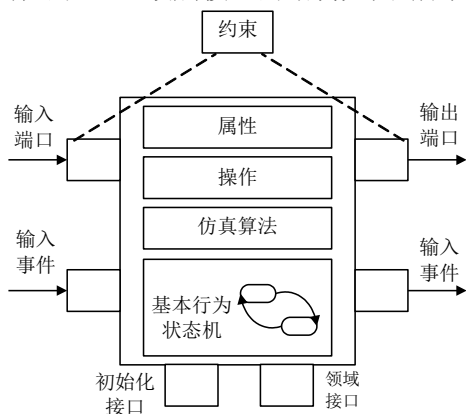 约束
输入
端口
属性
输出
端口
操作
仿真算法
输入
事件
输入
事件
基本行为
状态机
初始化
接口
领域
接口